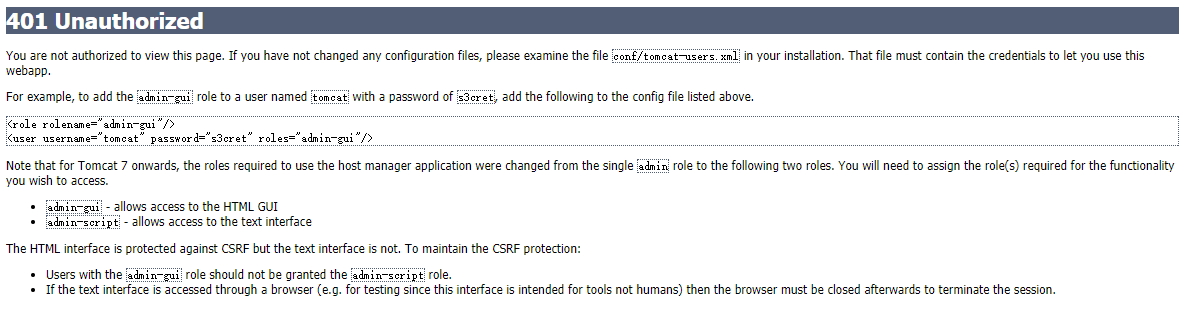 401 Unauthorized
You are not authorized to view this page. If you have not changed any configuration files, please examine the file conf/tomcat-users.xml in your installation. That file must contain the credentials to let you use this
webapp.
For example, to add the admin-gui role to a user named tomcat with a password of s3cret, add the following to the config file listed above.
<role rolename="admin-gui"/>
<user username="tomcat" password="s3cret" roles="admin-gui"/>
Note that for Tomcat 7 onwards, the roles required to use the host manager application were changed from the single admin role to the following two roles. You will need to assign the role(s) required for the functionality
you wish to access.
• admin-gui - allows access to the HTML GUI
• admin-script - allows access to the text interface
The HTML interface is protected against CSRF but the text interface is not. To maintain the CSRF protection:
• Users with the admin-gui role should not be granted the admin-script role.
• If the text interface is accessed through a browser (e.g. for testing since this interface is intended for tools not humans) then the browser must be closed afterwards to terminate the session.